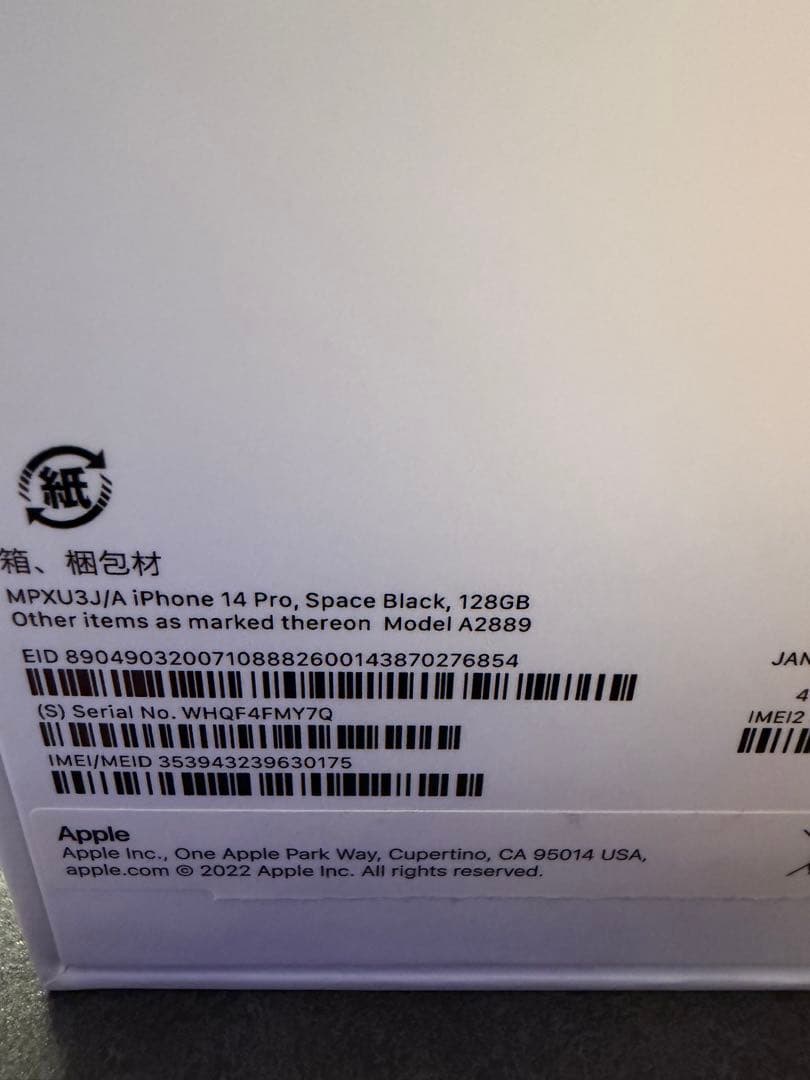 紙
箱、梱包材
MPXU3J/A iPhone 14 Pro, Space Black, 128GB
Other items as marked thereon Model A2889
EID 89049032007108882600143870276854
JAN
(S) Serial No. WHQF4FMY7Q
4
IMEI2
IMEI/MEID 353943239630175
Apple
Apple Inc., One Apple Park Way, Cupertino, CA 95014 USA,
apple.com © 2022 Apple Inc. All rights reserved.